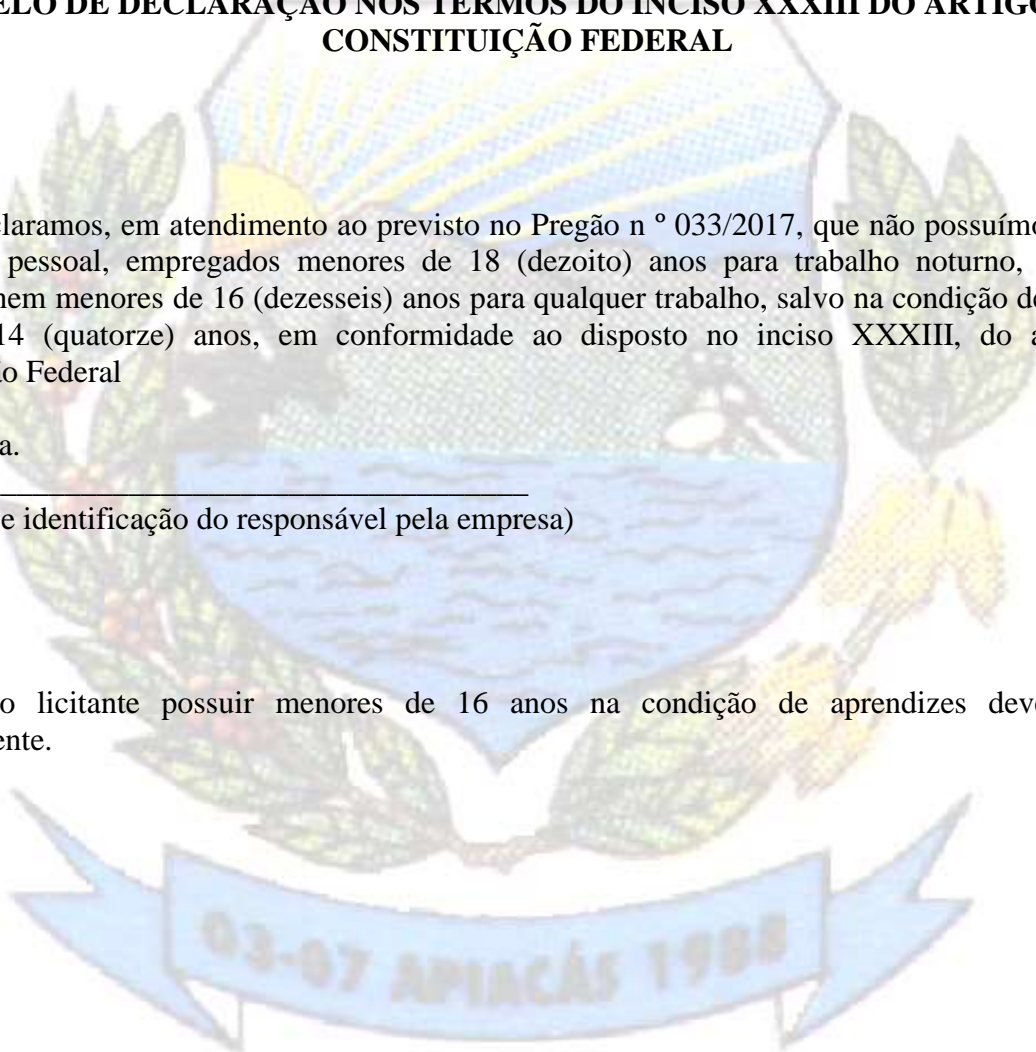 ELO DE DECLARAÇÃO NOS TERMOS DO INCISO XXXIII DO ARTIGO
CONSTITUIÇÃO FEDERAL
claramos, em atendimento ao previsto no Pregão n º 033/2017, que não possuímo
pessoal, empregados menores de 18 (dezoito) anos para trabalho noturno,
nem menores de 16 (dezesseis) anos para qualquer trabalho, salvo na condição de
14 (quatorze) anos, em conformidade ao disposto no inciso XXXIII, do a
ão Federal
a.
__________________________________
e identificação do responsável pela empresa)
o licitante possuir menores de 16 anos na condição de aprendizes deve
ente.
03-07 APIACÁS 1988